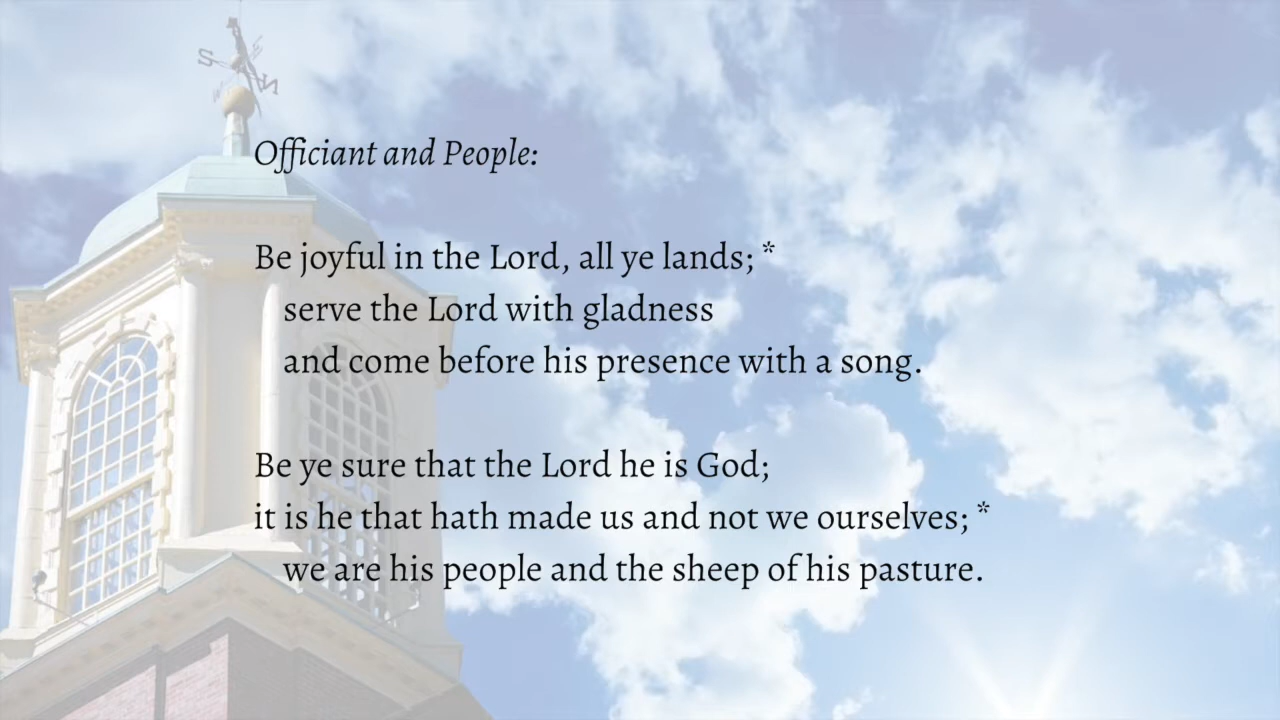 S N
Officiant and People:
Be joyful in the Lord, all ye lands; *
serve the Lord with gladness
and come before his presence with a song.
Be ye sure that the Lord he is God;
it is he that hath made us and not we ourselves; *
we are his people and the sheep of his pasture.